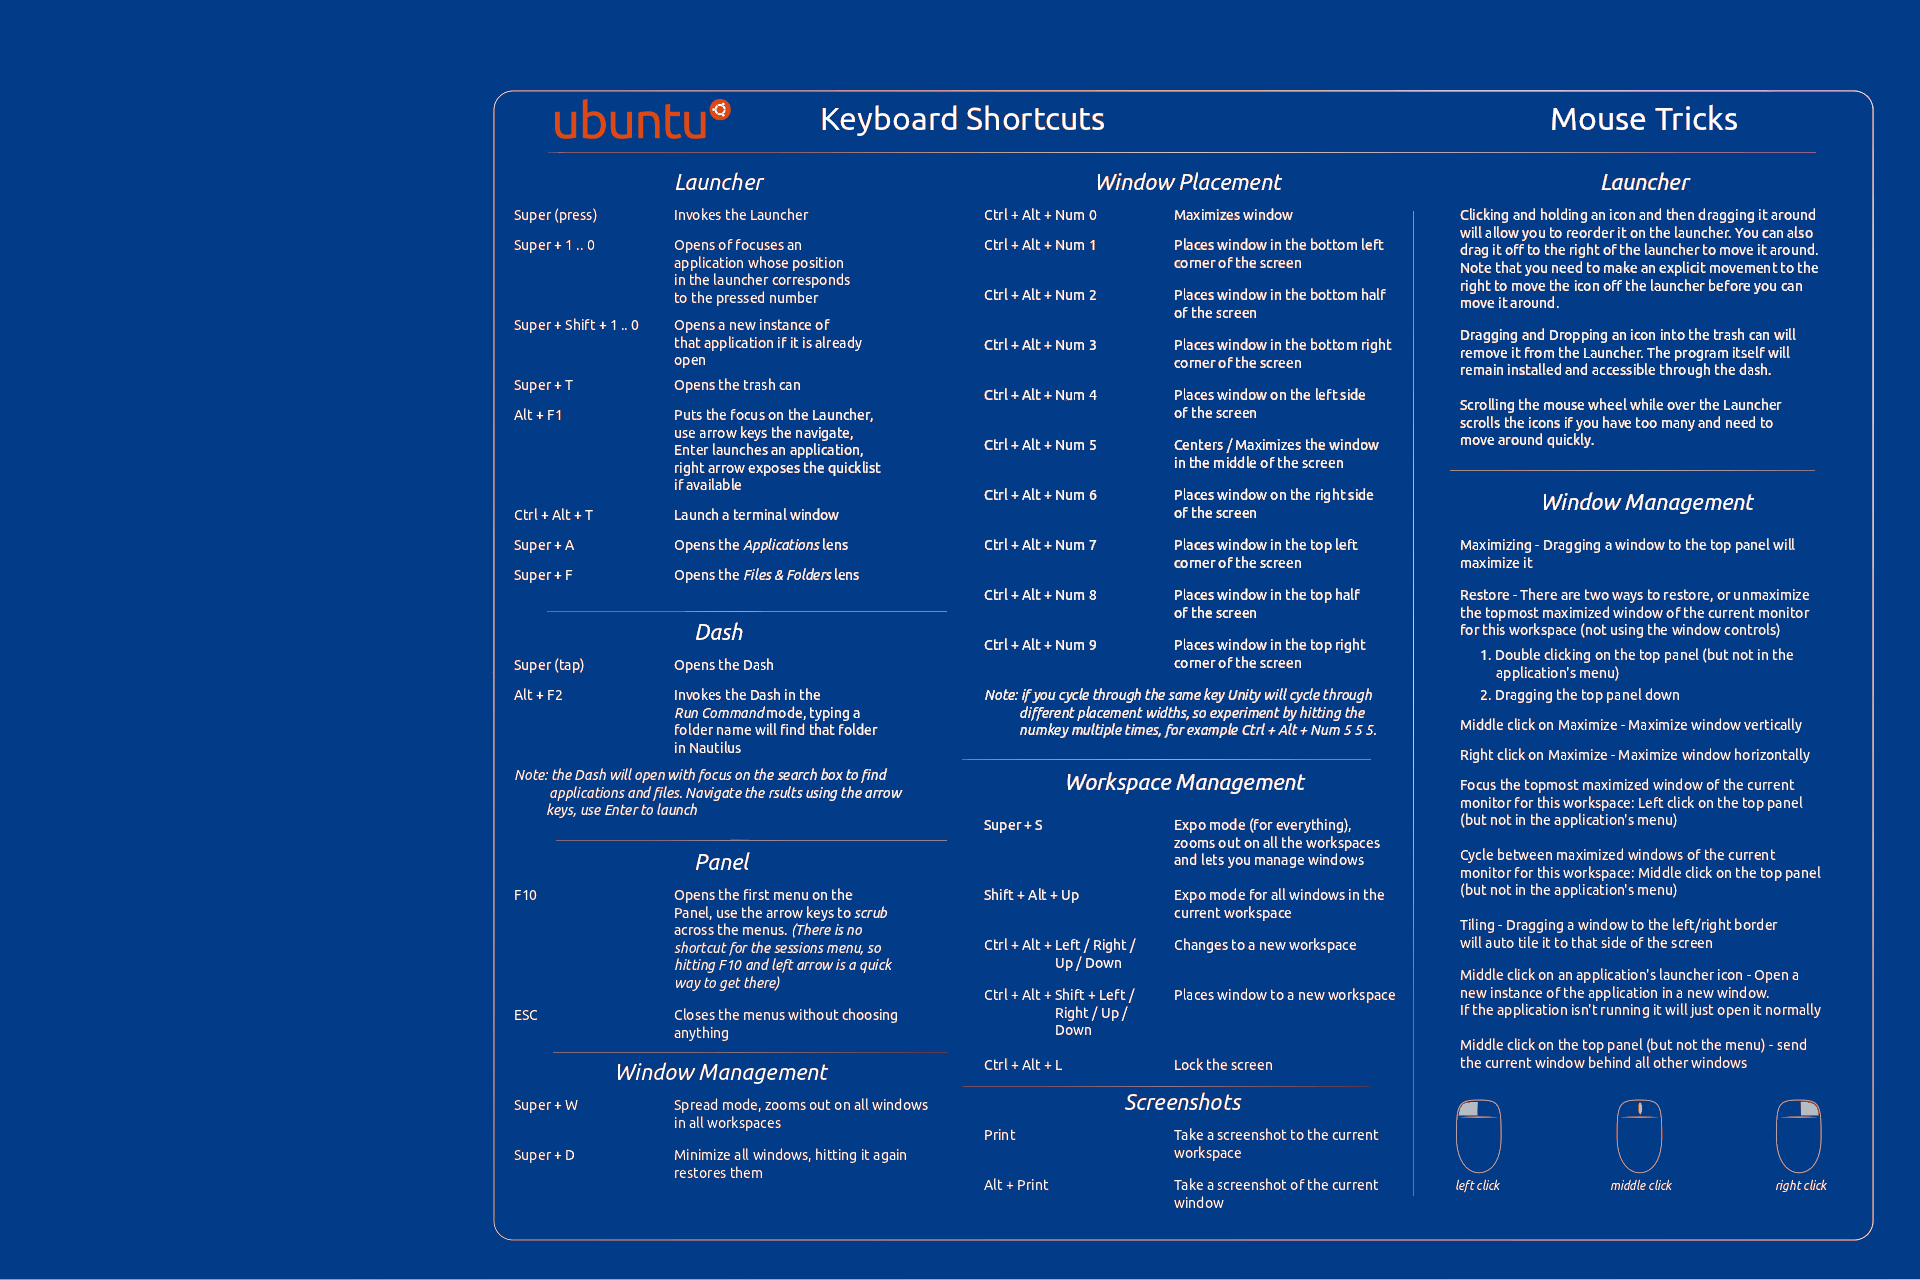 ubuntu
Keyboard Shortcuts
Mouse Tricks
Launcher
Super (press) Invokes the Launcher
Super + 1 .. 0 Opens of focuses an
application whose position
in the launcher corresponds
to the pressed number
Super + Shift + 1 .. 0 Opens a new instance of
that application if it is already
open
Super + T Opens the trash can
Alt + F1 Puts the focus on the Launcher,
use arrow keys the navigate,
Enter launches an application,
right arrow exposes the quicklist
if available
Ctrl + Alt + T Launch a terminal window
Super + A Opens the Applications lens
Super + F Opens the Files & Folders lens
Dash
Super (tap) Opens the Dash
Alt + F2 Invokes the Dash in the
Run Command mode, typing a
folder name will find that folder
in Nautilus
Note: the Dash will open with focus on the search box to find
applications and files. Navigate the rsults using the arrow
keys, use Enter to launch
Panel
F10 Opens the first menu on the
Panel, use the arrow keys to scrub
across the menus. (There is no
shortcut for the sessions menu, so
hitting F10 and left arrow is a quick
way to get there)
ESC Closes the menus without choosing
anything
Window Management
Super + W Spread mode, zooms out on all windows
in all workspaces
Super + D Minimize all windows, hitting it again
restores them
Window Placement
Ctrl + Alt + Num 0 Maximizes window
Ctrl + Alt + Num 1 Places window in the bottom left
corner of the screen
Ctrl + Alt + Num 2 Places window in the bottom half
of the screen
Ctrl + Alt + Num 3 Places window in the bottom right
corner of the screen
Ctrl + Alt + Num 4 Places window on the left side
of the screen
Ctrl + Alt + Num 5 Centers / Maximizes the window
in the middle of the screen
Ctrl + Alt + Num 6 Places window on the right side
of the screen
Ctrl + Alt + Num 7 Places window in the top left
corner of the screen
Ctrl + Alt + Num 8 Places window in the top half
of the screen
Ctrl + Alt + Num 9 Places window in the top right
corner of the screen
Note: if you cycle through the same key Unity will cycle through
different placement widths, so experiment by hitting the
numkey multiple times, for example Ctrl + Alt + Num 5 5 5.
Workspace Management
Super + S Expo mode (for everything),
zooms out on all the workspaces
and lets you manage windows
Shift + Alt + Up Expo mode for all windows in the
current workspace
Ctrl + Alt + Left / Right / Changes to a new workspace
Up / Down
Ctrl + Alt + Shift + Left / Places window to a new workspace
Right / Up /
Down
Ctrl + Alt + L Lock the screen
Screenshots
Print Take a screenshot to the current
workspace
Alt + Print Take a screenshot of the current
window
Launcher
Clicking and holding an icon and then dragging it around
will allow you to reorder it on the launcher. You can also
drag it off to the right of the launcher to move it around.
Note that you need to make an explicit movement to the
right to move the icon off the launcher before you can
move it around.
Dragging and Dropping an icon into the trash can will
remove it from the Launcher. The program itself will
remain installed and accessible through the dash.
Scrolling the mouse wheel while over the Launcher
scrolls the icons if you have too many and need to
move around quickly.
Window Management
Maximizing - Dragging a window to the top panel will
maximize it
Restore - There are two ways to restore, or unmaximize
the topmost maximized window of the current monitor
for this workspace (not using the window controls)
1. Double clicking on the top panel (but not in the
application's menu)
2. Dragging the top panel down
Middle click on Maximize - Maximize window vertically
Right click on Maximize - Maximize window horizontally
Focus the topmost maximized window of the current
monitor for this workspace: Left click on the top panel
(but not in the application's menu)
Cycle between maximized windows of the current
monitor for this workspace: Middle click on the top panel
(but not in the application's menu)
Tiling - Dragging a window to the left/right border
will auto tile it to that side of the screen
Middle click on an application's launcher icon - Open a
new instance of the application in a new window.
If the application isn't running it will just open it normally
Middle click on the top panel (but not the menu) - send
the current window behind all other windows
left click
middle click
right click